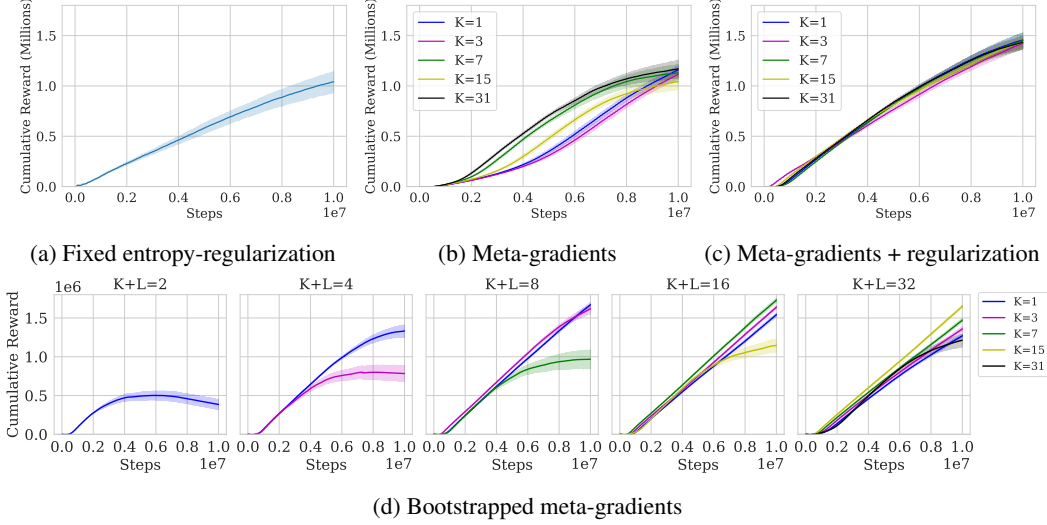 Cumulative Reward (Millions)
1.5
1.0
0.5
0.0
0.0 0.2 0.4 0.6 0.8 1.0
Steps
1e7
(a) Fixed entropy-regularization
Cumulative Reward (Millions)
K=1
K=3
K=7
K=15
K=31
1.5
1.0
0.5
0.0
0.0 0.2 0.4 0.6 0.8 1.0
Steps
1e7
(b) Meta-gradients
Cumulative Reward (Millions)
K=1
K=3
K=7
K=15
K=31
1.5
1.0
0.5
0.0
0.0 0.2 0.4 0.6 0.8 1.0
Steps
1e7
(c) Meta-gradients + regularization
Cumulative Reward
1e6
K+L=2
1.5
1.0
0.5
0.0
0.0 0.2 0.4 0.6 0.8 1.0
Steps
1e7
K+L=4
0.0 0.2 0.4 0.6 0.8 1.0
Steps
1e7
K+L=8
0.0 0.2 0.4 0.6 0.8 1.0
Steps
1e7
K+L=16
0.0 0.2 0.4 0.6 0.8 1.0
Steps
1e7
K+L=32
0.0 0.2 0.4 0.6 0.8 1.0
Steps
1e7
K=1
K=3
K=7
K=15
K=31
(d) Bootstrapped meta-gradients